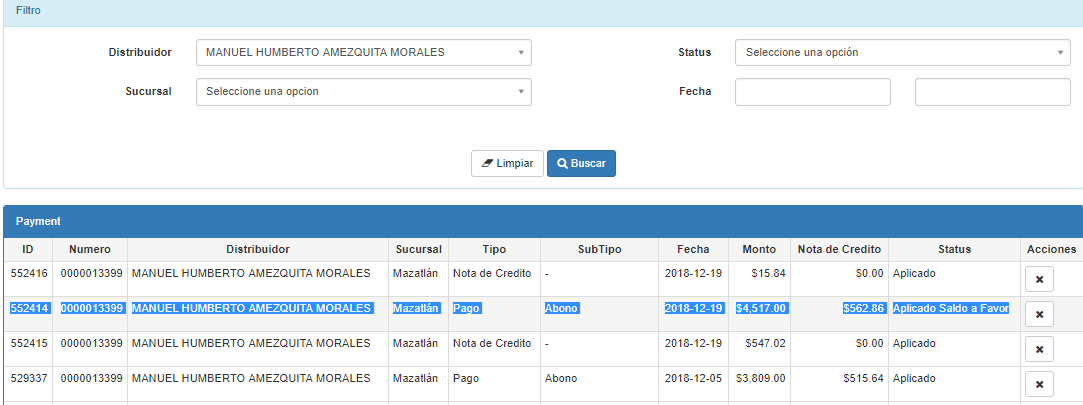 Filtro
Distribuidor MANUEL HUMBERTO AMEZQUITA MORALES Status Seleccione una opción
Sucursal Seleccione una opcion Fecha
Limpiar Buscar
Payment
ID Numero Distribuidor Sucursal Tipo SubTipo Fecha Monto Nota de Credito Status Acciones
552416 0000013399 MANUEL HUMBERTO AMEZQUITA MORALES Mazatlán Nota de Credito - 2018-12-19 $15.84 $0.00 Aplicado
552414 0000013399 MANUEL HUMBERTO AMEZQUITA MORALES Mazatlán Pago Abono 2018-12-19 $4,517.00 $562.86 Aplicado Saldo a Favor
552415 0000013399 MANUEL HUMBERTO AMEZQUITA MORALES Mazatlán Nota de Credito - 2018-12-19 $547.02 $0.00 Aplicado
529337 0000013399 MANUEL HUMBERTO AMEZQUITA MORALES Mazatlán Pago Abono 2018-12-05 $3,809.00 $515.64 Aplicado